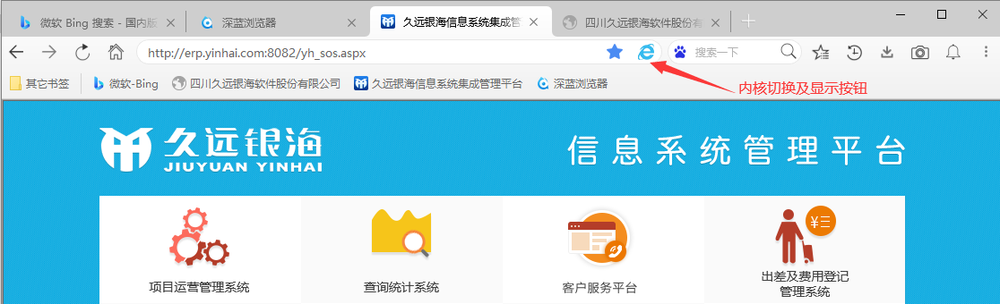 微软 Bing 搜索 - 国内版
深蓝浏览器
久远银海信息系统集成管
四川久远银海软件股份有
http://erp.yinhai.com:8082/yh_sos.aspx
搜索一下
其它书签
微软-Bing
四川久远银海软件股份有限公司
久远银海信息系统集成管理平台
深蓝浏览器
内核切换及显示按钮
久远银海
JIUYUAN YINHAI
信息系统管理平台
项目运营管理系统
查询统计系统
客户服务平台
¥
出差及费用登记
管理系统